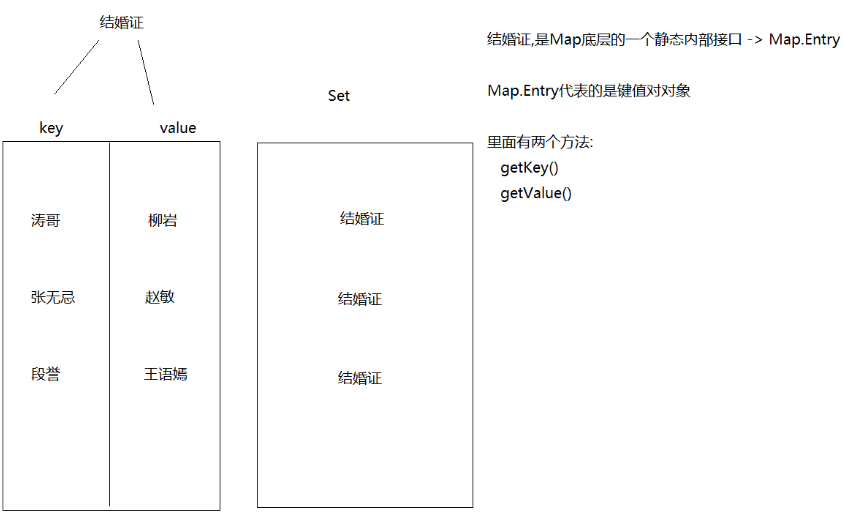 结婚证
key value
涛哥 柳岩
张无忌 赵敏
段誉 王语嫣
Set
结婚证
结婚证
结婚证
结婚证,是Map底层的一个静态内部接口 -> Map.Entry
Map.Entry代表的是键值对对象
里面有两个方法:
getKey()
getValue()